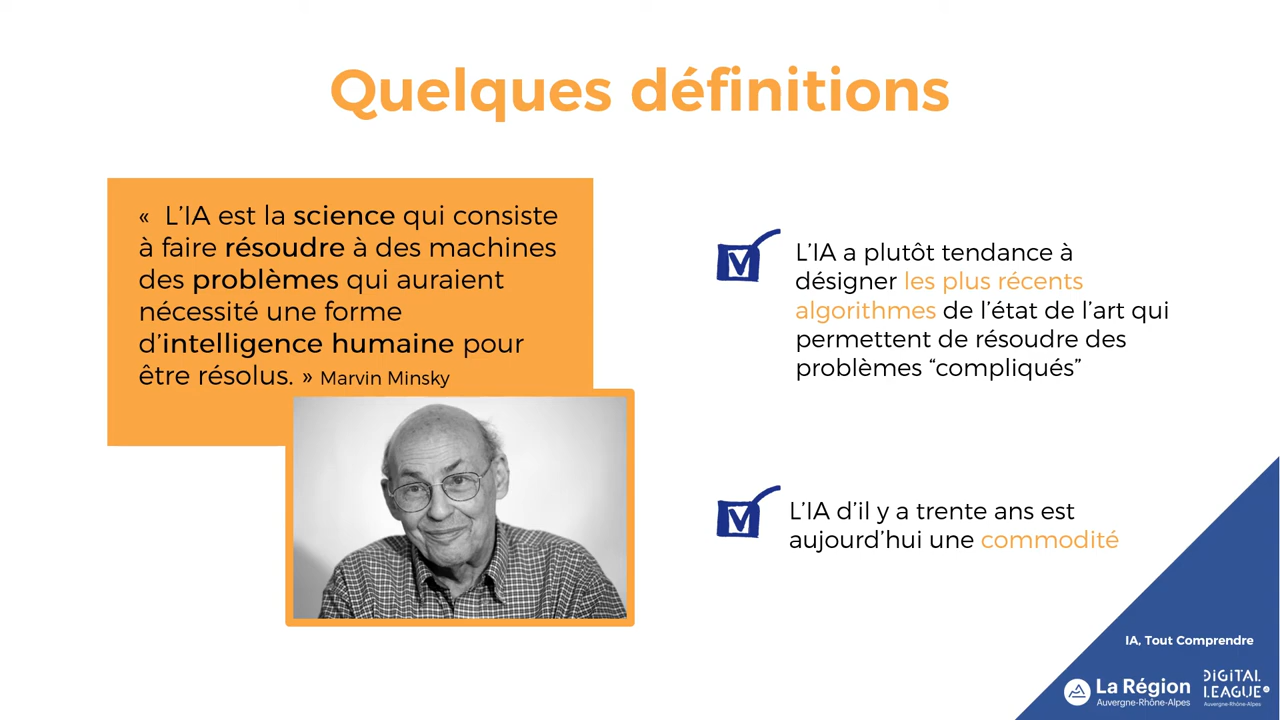 Quelques définitions
« L’IA est la science qui consiste
à faire résoudre à des machines
des problèmes qui auraient
nécessité une forme
d’intelligence humaine pour
être résolus. » Marvin Minsky
L’IA a plutôt tendance à
désigner les plus récents
algorithmes de l’état de l’art qui
permettent de résoudre des
problèmes “compliqués”
L’IA d’il y a trente ans est
aujourd’hui une commodité
IA, Tout Comprendre
La Région
Auvergne-Rhône-Alpes
DIGITAL
LEAGUE
Auvergne-Rhône-Alpes